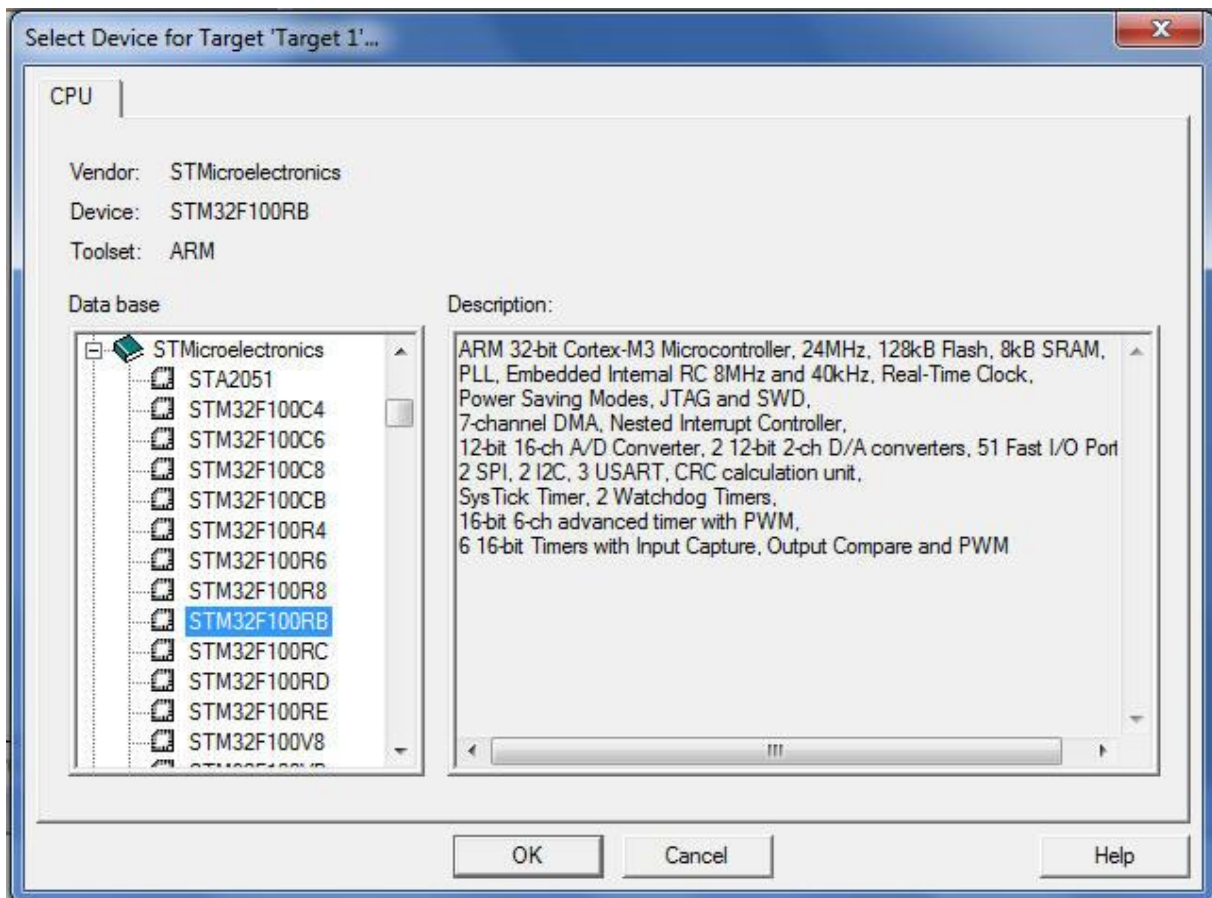 Select Device for Target 'Target 1'...
CPU
Vendor: STMicroelectronics
Device: STM32F100RB
Toolset: ARM
Data base
STMicroelectronics
STA2051
STM32F100C4
STM32F100C6
STM32F100C8
STM32F100CB
STM32F100R4
STM32F100R6
STM32F100R8
STM32F100RB
STM32F100RC
STM32F100RD
STM32F100RE
STM32F100V8
Description:
ARM 32-bit Cortex-M3 Microcontroller, 24MHz, 128kB Flash, 8kB SRAM,
PLL, Embedded Internal RC 8MHz and 40kHz, Real-Time Clock,
Power Saving Modes, JTAG and SWD,
7-channel DMA, Nested Interrupt Controller,
12-bit 16-ch A/D Converter, 2 12-bit 2-ch D/A converters, 51 Fast I/O Port
2 SPI, 2 I2C, 3 USART, CRC calculation unit,
SysTick Timer, 2 Watchdog Timers,
16-bit 6-ch advanced timer with PWM,
6 16-bit Timers with Input Capture, Output Compare and PWM
OK Cancel Help